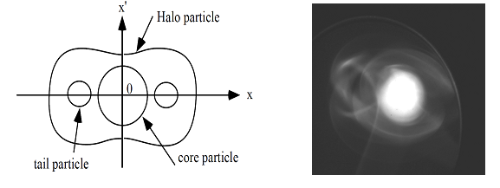 x'
Halo particle
0
x
tail particle
core particle